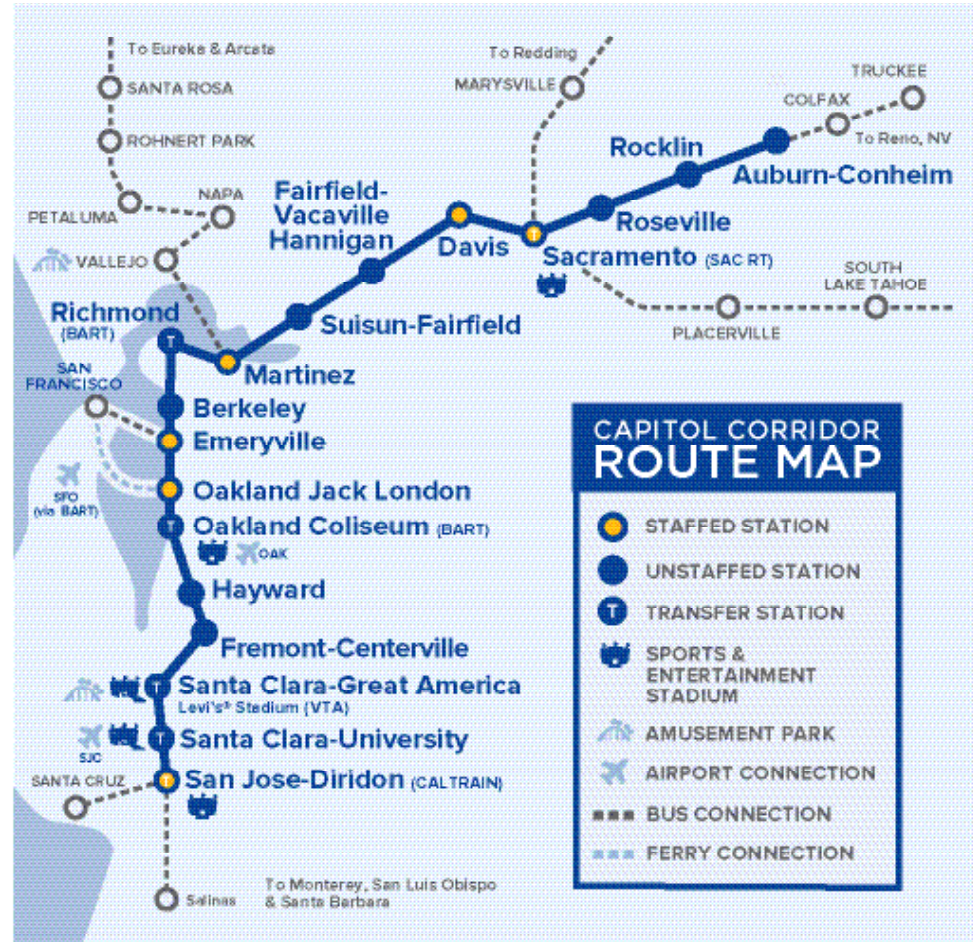 To Eureka & Arcata
SANTA ROSA
ROHNERT PARK
NAPA
PETALUMA
VALLEJO
To Redding
MARYSVILLE
TRUCKEE
COLFAX
To Reno, NV
Rocklin
Auburn-Conheim
Roseville
Fairfield-
Vacaville
Hannigan
Davis
Sacramento (SAC RT)
SOUTH
LAKE TAHOE
PLACERVILLE
Suisun-Fairfield
Richmond
(BART)
Martinez
SAN
FRANCISCO
Berkeley
Emeryville
SFO
(via BART)
Oakland Jack London
Oakland Coliseum (BART)
OAK
Hayward
Fremont-Centerville
Santa Clara-Great America
Levi's® Stadium (VTA)
Santa Clara-University
SJC
SANTA CRUZ
San Jose-Diridon (CALTRAIN)
Salinas
To Monterey, San Luis Obispo
& Santa Barbara
CAPITOL CORRIDOR
ROUTE MAP
STAFFED STATION
UNSTAFFED STATION
T TRANSFER STATION
SPORTS &
ENTERTAINMENT
STADIUM
AMUSEMENT PARK
AIRPORT CONNECTION
BUS CONNECTION
FERRY CONNECTION